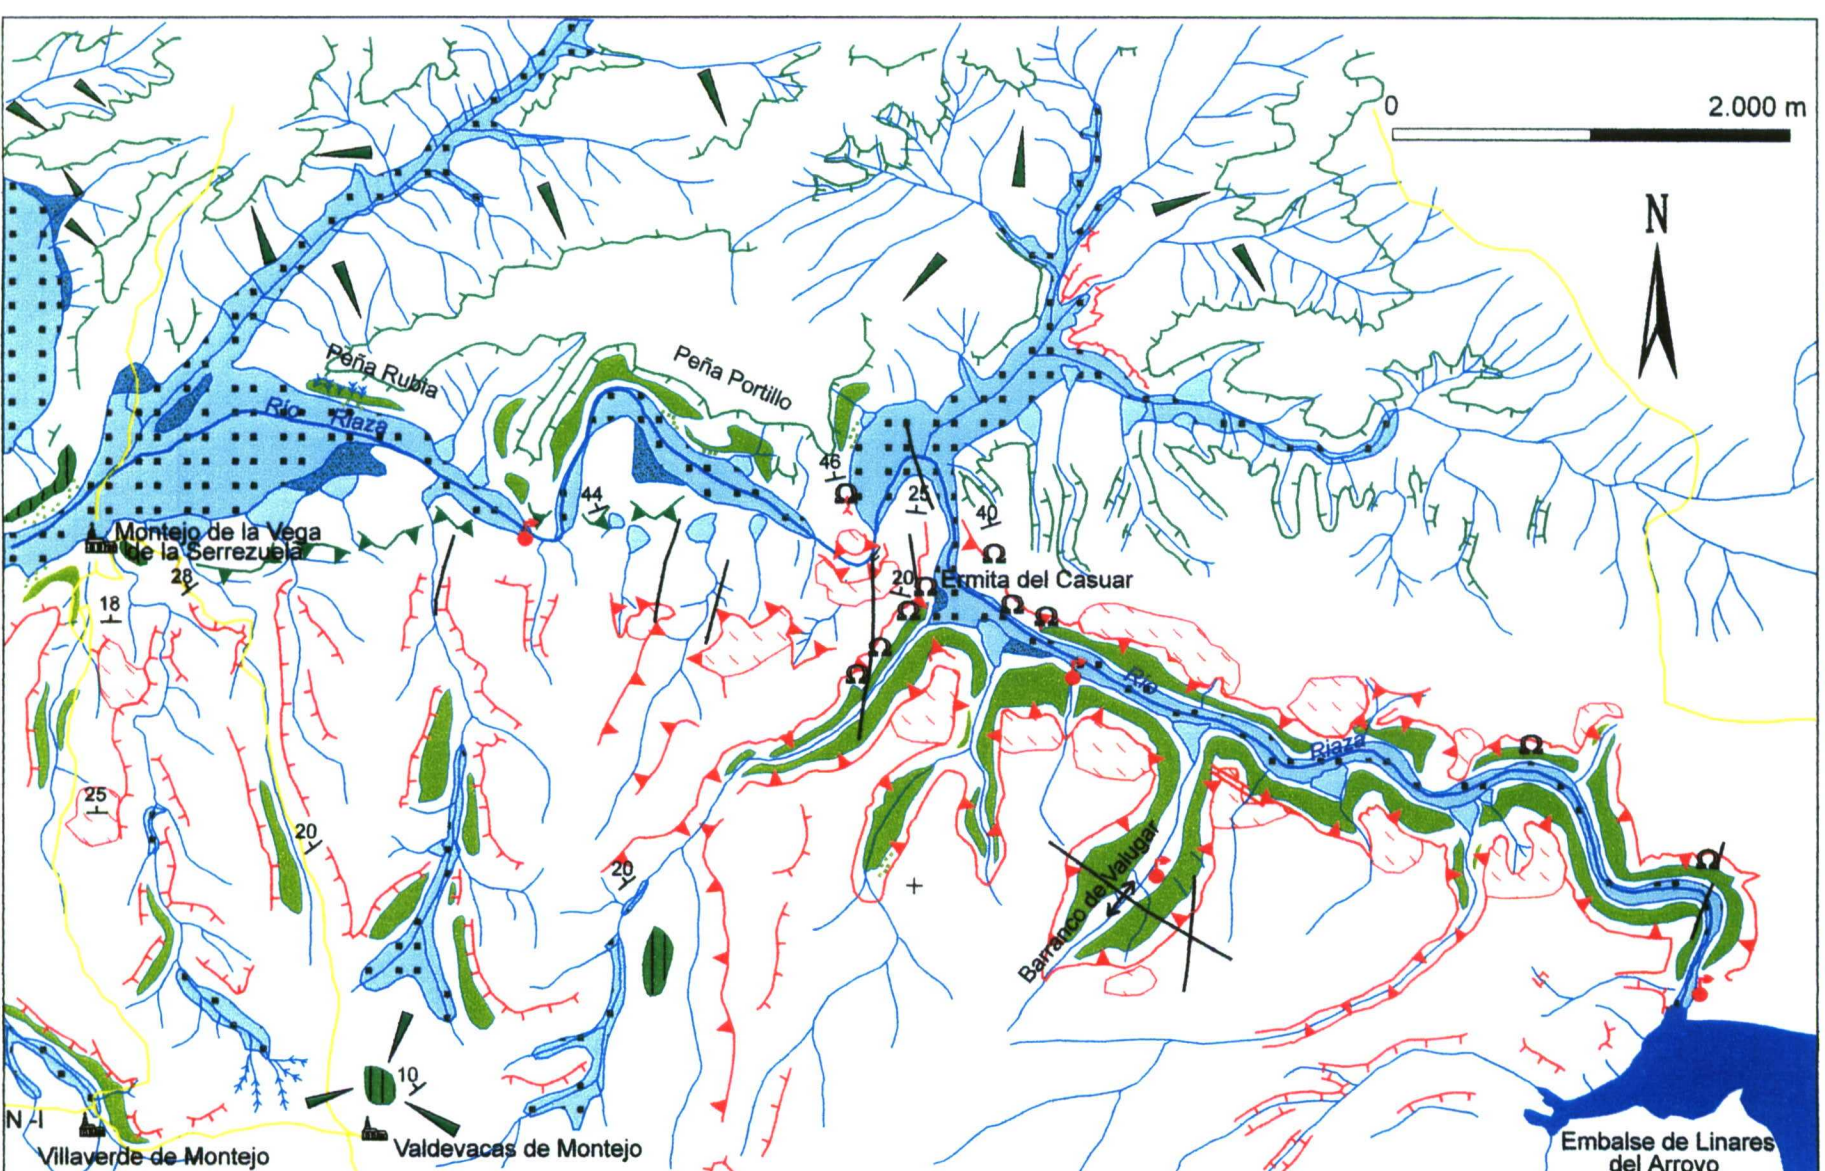 0
2.000 m
N
Peña Rubia
Peña Portillo
Río
Riaza
46
44
25
40
Montejo de la Vega
de la Serrezuela
28
20
Ermita del Casuar
18
Río
Riaza
25
20
20
Barranco de Valugar
10
N-I
Villaverde de Montejo
Valdevacas de Montejo
Embalse de Linares
del Arroyo